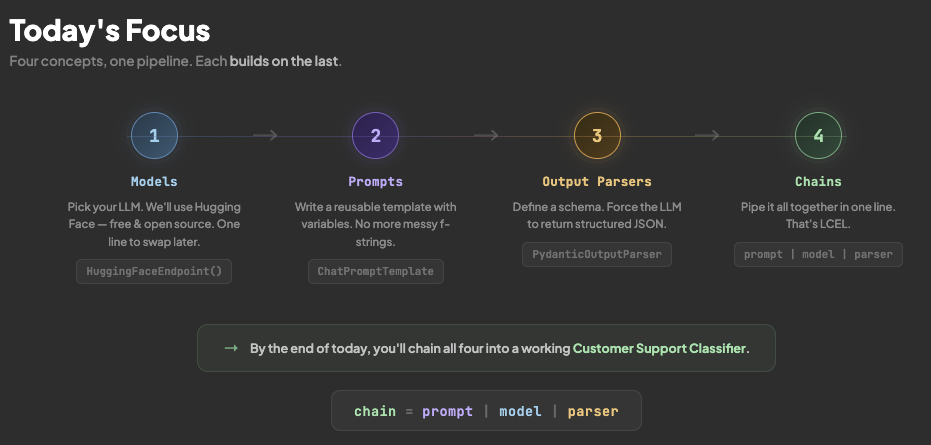 Today's Focus
Four concepts, one pipeline. Each builds on the last.
1
2
3
4
Models
Pick your LLM. We'll use Hugging
Face — free & open source. One
line to swap later.
HuggingFaceEndpoint()
Prompts
Write a reusable template with
variables. No more messy f-
strings.
ChatPromptTemplate
Output Parsers
Define a schema. Force the LLM
to return structured JSON.
PydanticOutputParser
Chains
Pipe it all together in one line.
That's LCEL.
prompt | model | parser
→ By the end of today, you'll chain all four into a working Customer Support Classifier.
chain = prompt | model | parser